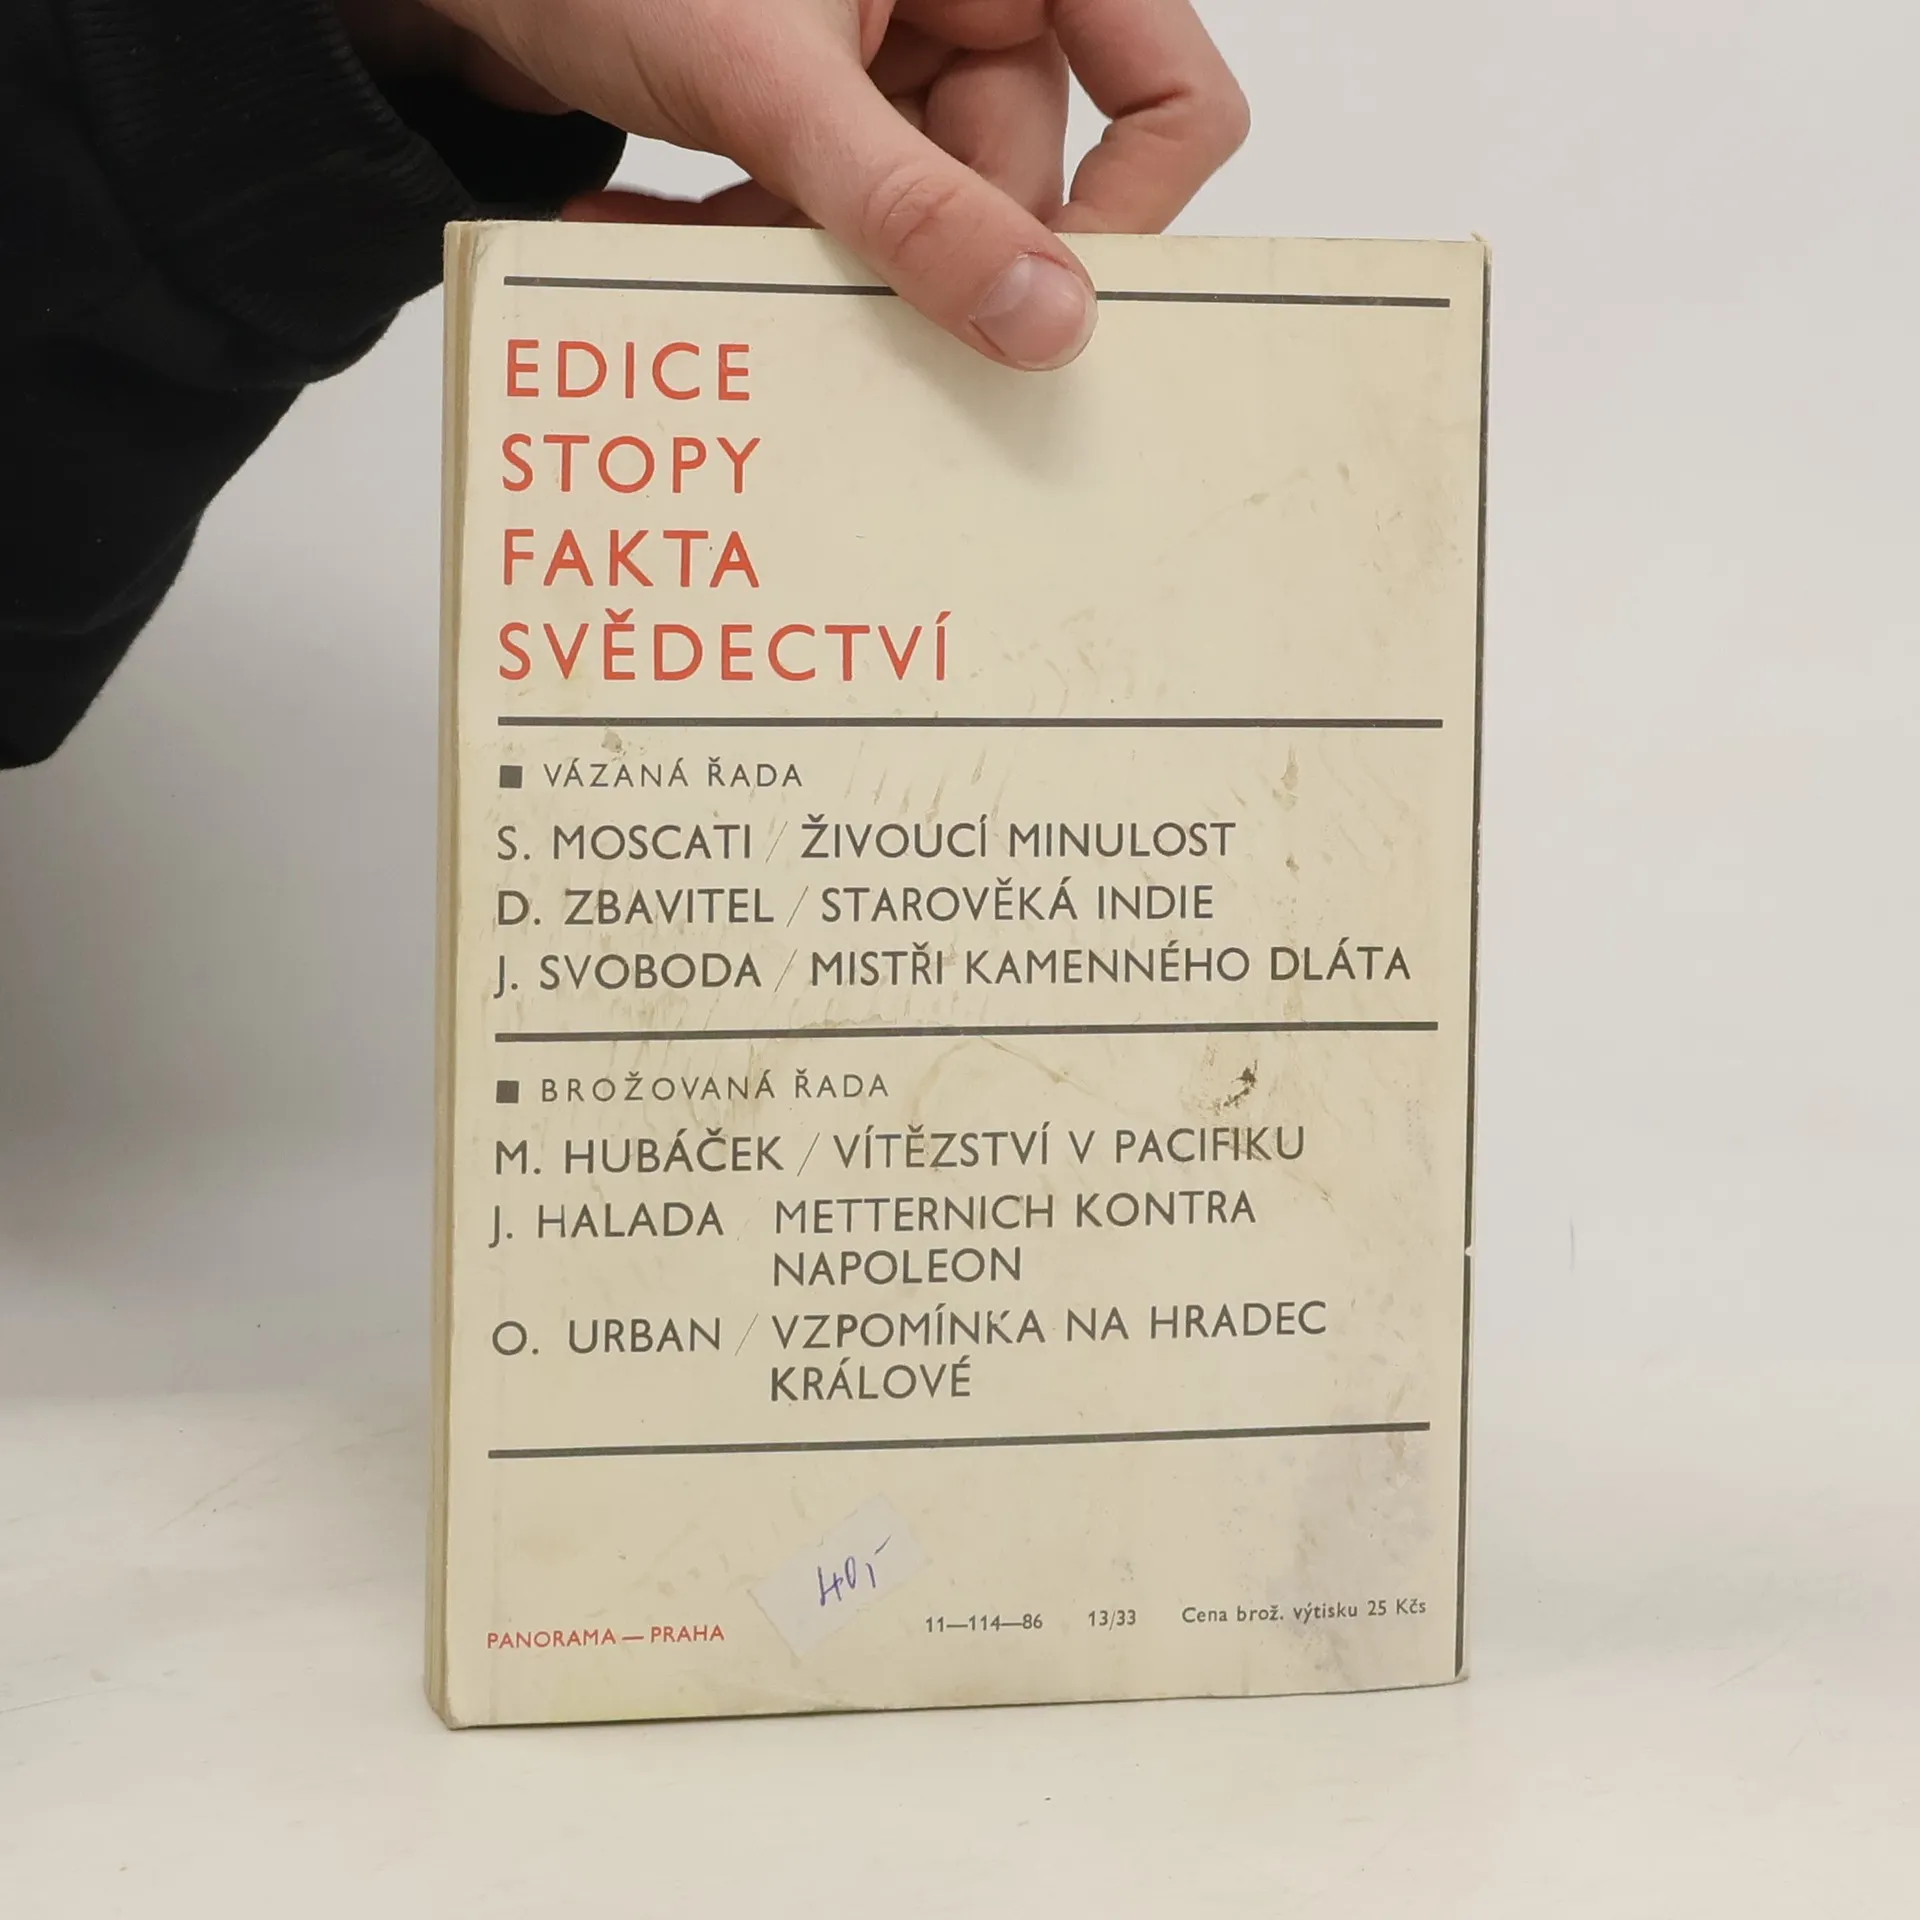 EDICE
STOPY
FAKTA
SVĚDECTVÍ
VÁZANÁ ŘADA
S. MOSCATI / ŽIVOUCÍ MINULOST
D. ZBAVITEL / STAROVĚKÁ INDIE
J. SVOBODA / MISTŘI KAMENNÉHO DLÁTA
BROŽOVANÁ ŘADA
M. HUBÁČEK / VÍTĚZSTVÍ V PACIFIKU
J. HALADA / METTERNICH KONTRA
NAPOLEON
O. URBAN / VZPOMÍNKA NA HRADEC
KRÁLOVÉ
40,-
PANORAMA — PRAHA
11—114—86 13/33 Cena brož. výtisku 25 Kčs